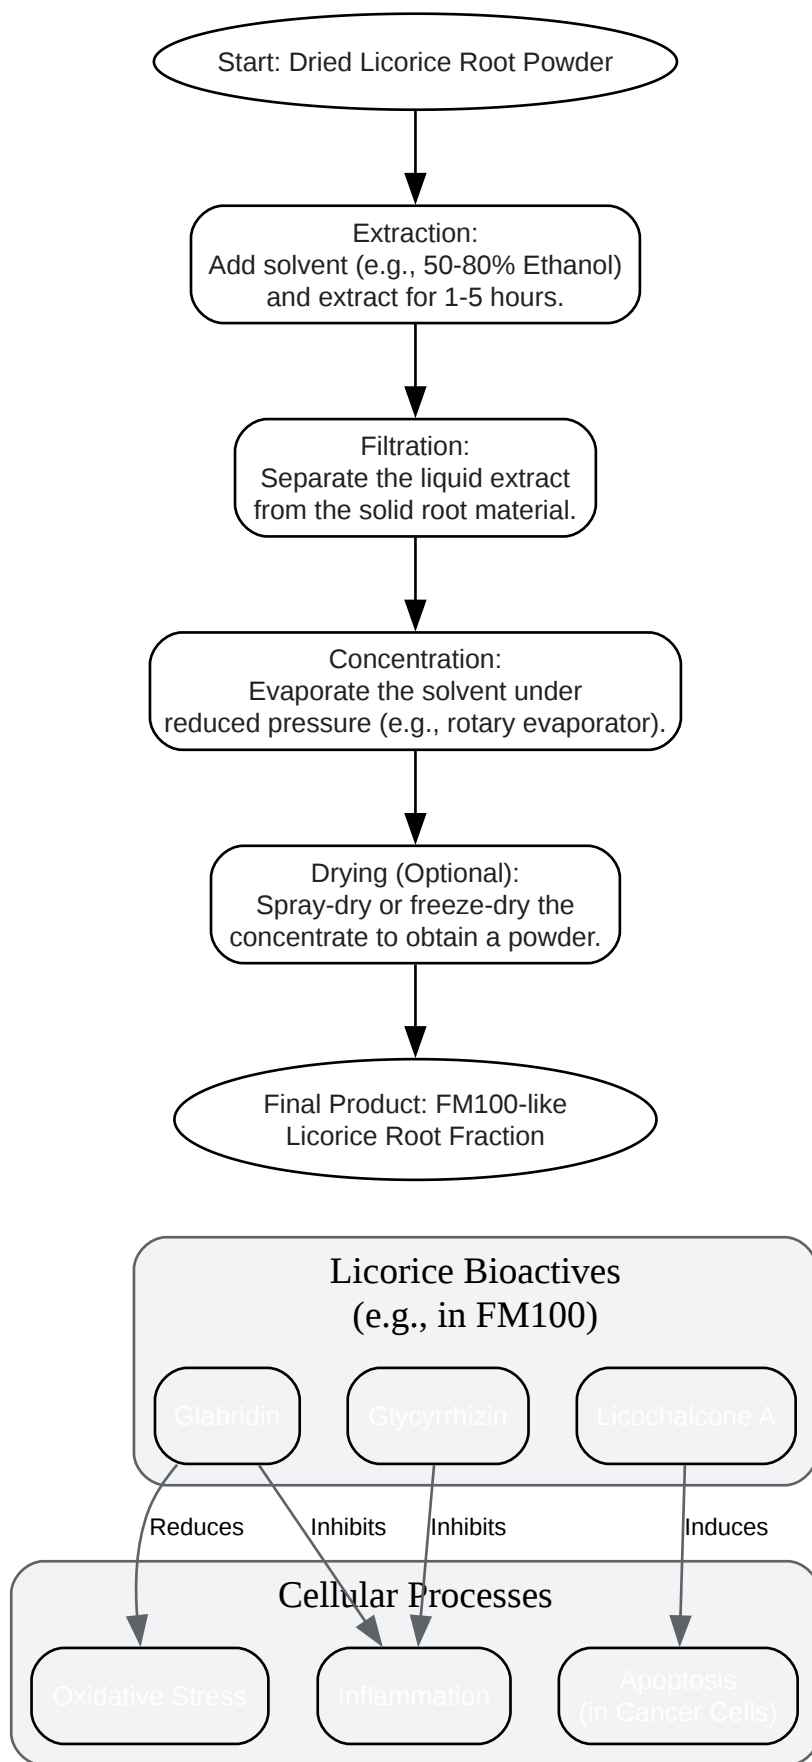 Start: Dried Licorice Root Powder
Extraction:
Add solvent (e.g., 50-80% Ethanol)
and extract for 1-5 hours.
Filtration:
Separate the liquid extract
from the solid root material.
Concentration:
Evaporate the solvent under
reduced pressure (e.g., rotary evaporator).
Drying (Optional):
Spray-dry or freeze-dry the
concentrate to obtain a powder.
Final Product: FM100-like
Licorice Root Fraction
Licorice Bioactives
(e.g., in FM100)
Glabridin
Glycyrrhizin
Licochalcone A
Reduces
Inhibits
Inhibits
Induces
Cellular Processes
Oxidative Stress
Inflammation
Apoptosis
(in Cancer Cells)